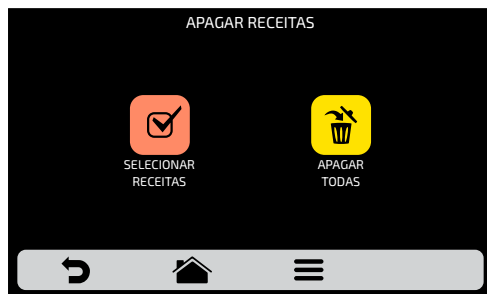 APAGAR RECEITAS
SELECIONAR
RECEITAS
APAGAR
TODAS